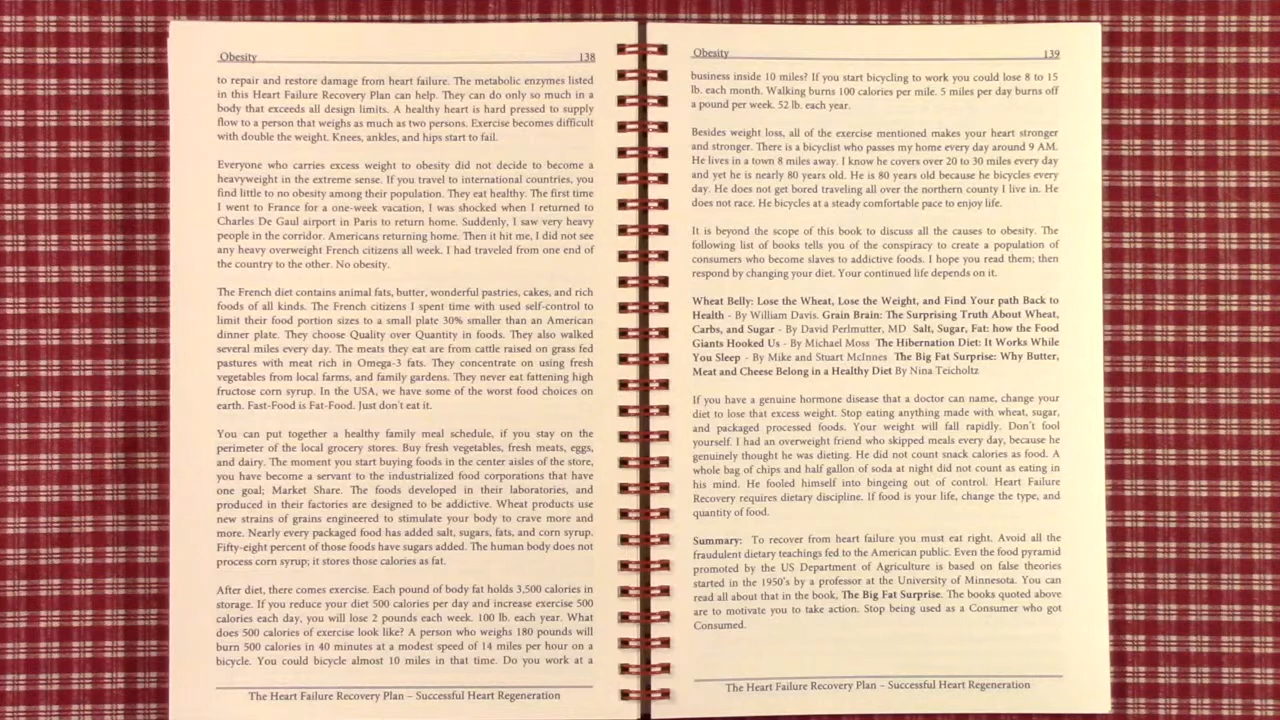 Obesity 138
to repair and restore damage from heart failure. The metabolic enzymes listed
in this Heart Failure Recovery Plan can help. They can do only so much in a
body that exceeds all design limits. A healthy heart is hard pressed to supply
flow to a person that weighs as much as two persons. Exercise becomes difficult
with double the weight. Knees, ankles, and hips start to fail.
Everyone who carries excess weight to obesity did not decide to become a
heavyweight in the extreme sense. If you travel to international countries, you
find little to no obesity among their population. They eat healthy. The first time
I went to France for a one-week vacation, I was shocked when I returned to
Charles De Gaul airport in Paris to return home. Suddenly, I saw very heavy
people in the corridor. Americans returning home. Then it hit me, I did not see
any heavy overweight French citizens all week. I had traveled from one end of
the country to the other. No obesity.
The French diet contains animal fats, butter, wonderful pastries, cakes, and rich
foods of all kinds. The French citizens I spent time with used self-control to
limit their food portion sizes to a small plate 30% smaller than an American
dinner plate. They choose Quality over Quantity in foods. They also walked
several miles every day. The meats they eat are from cattle raised on grass fed
pastures with meat rich in Omega-3 fats. They concentrate on using fresh
vegetables from local farms, and family gardens. They never eat fattening high
fructose corn syrup. In the USA, we have some of the worst food choices on
earth. Fast-Food is Fat-Food. Just don't eat it.
You can put together a healthy family meal schedule, if you stay on the
perimeter of the local grocery stores. Buy fresh vegetables, fresh meats, eggs,
and dairy. The moment you start buying foods in the center aisles of the store,
you have become a servant to the industrialized food corporations that have
one goal; Market Share. The foods developed in their laboratories, and
produced in their factories are designed to be addictive. Wheat products use
new strains of grains engineered to stimulate your body to crave more and
more. Nearly every packaged food has added salt, sugars, fats, and corn syrup.
Fifty-eight percent of those foods have sugars added. The human body does not
process corn syrup; it stores those calories as fat.
After diet, there comes exercise. Each pound of body fat holds 3,500 calories in
storage. If you reduce your diet 500 calories per day and increase exercise 500
calories each day, you will lose 2 pounds each week. 100 lb. each year. What
does 500 calories of exercise look like? A person who weighs 180 pounds will
burn 500 calories in 40 minutes at a modest speed of 14 miles per hour on a
bicycle. You could bicycle almost 10 miles in that time. Do you work at a
The Heart Failure Recovery Plan – Successful Heart Regeneration
Obesity 139
business inside 10 miles? If you start bicycling to work you could lose 8 to 15
lb. each month. Walking burns 100 calories per mile. 5 miles per day burns off
a pound per week. 52 lb. each year.
Besides weight loss, all of the exercise mentioned makes your heart stronger
and stronger. There is a bicyclist who passes my home every day around 9 AM.
He lives in a town 8 miles away. I know he covers over 20 to 30 miles every day
and yet he is nearly 80 years old. He is 80 years old because he bicycles every
day. He does not get bored traveling all over the northern county I live in. He
does not race. He bicycles at a steady comfortable pace to enjoy life.
It is beyond the scope of this book to discuss all the causes to obesity. The
following list of books tells you of the conspiracy to create a population of
consumers who become slaves to addictive foods. I hope you read them; then
respond by changing your diet. Your continued life depends on it.
Wheat Belly: Lose the Wheat, Lose the Weight, and Find Your path Back to
Health - By William Davis. Grain Brain: The Surprising Truth About Wheat,
Carbs, and Sugar - By David Perlmutter, MD Salt, Sugar, Fat: how the Food
Giants Hooked Us - By Michael Moss The Hibernation Diet: It Works While
You Sleep - By Mike and Stuart McInnes The Big Fat Surprise: Why Butter,
Meat and Cheese Belong in a Healthy Diet By Nina Teicholtz
If you have a genuine hormone disease that a doctor can name, change your
diet to lose that excess weight. Stop eating anything made with wheat, sugar,
and packaged processed foods. Your weight will fall rapidly. Don't fool
yourself. I had an overweight friend who skipped meals every day, because he
genuinely thought he was dieting. He did not count snack calories as food. A
whole bag of chips and half gallon of soda at night did not count as eating in
his mind. He fooled himself into bingeing out of control. Heart Failure
Recovery requires dietary discipline. If food is your life, change the type, and
quantity of food.
Summary: To recover from heart failure you must eat right. Avoid all the
fraudulent dietary teachings fed to the American public. Even the food pyramid
promoted by the US Department of Agriculture is based on false theories
started in the 1950's by a professor at the University of Minnesota. You can
read all about that in the book, The Big Fat Surprise. The books quoted above
are to motivate you to take action. Stop being used as a Consumer who got
Consumed.
The Heart Failure Recovery Plan – Successful Heart Regeneration